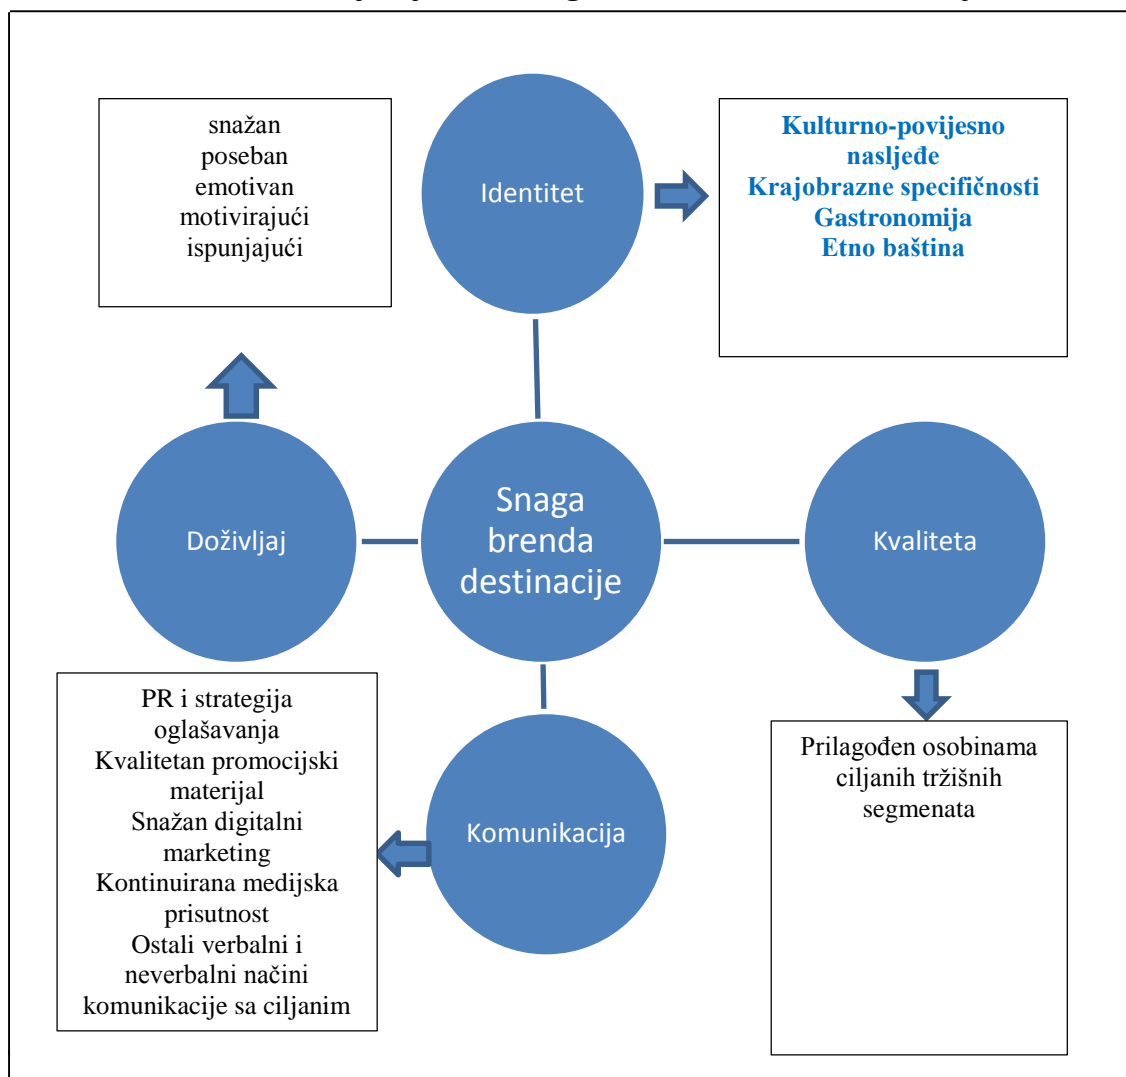 snažan
poseban
emotivan
motivirajući
ispunjajući
Identitet
Kulturno-povijesno
nasljeđe
Krajobrazne specifičnosti
Gastronomija
Etno baština
Doživljaj
Snaga
brenda
destinacije
Kvaliteta
PR i strategija
oglašavanja
Kvalitetan promocijski
materijal
Snažan digitalni
marketing
Kontinuirana medijska
prisutnost
Ostali verbalni i
neverbalni načini
komunikacije sa ciljanim
Komunikacija
Prilagođen osobinama
ciljanih tržišnih
segmenata